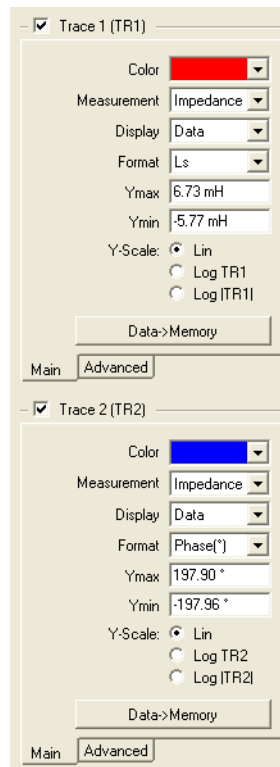 Trace 1 (TR1)
Color
Measurement Impedance
Display Data
Format Ls
Ymax 6.73 mH
Ymin -5.77 mH
Y-Scale: Lin
Log TR1
Log |TR1|
Data->Memory
Main Advanced
Trace 2 (TR2)
Color
Measurement Impedance
Display Data
Format Phase(°)
Ymax 197.90 °
Ymin -197.96 °
Y-Scale: Lin
Log TR2
Log |TR2|
Data->Memory
Main Advanced